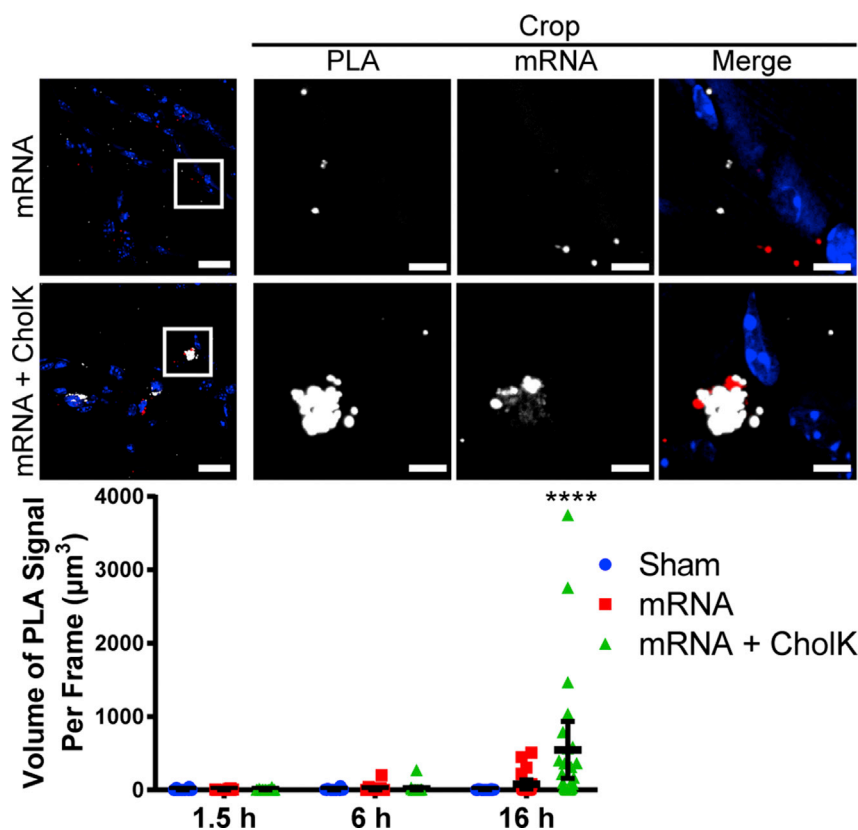 Crop
PLA mRNA Merge
mRNA
mRNA + CholK
Volume of PLA Signal
Per Frame (µm³)
4000
3000
2000
1000
0
****
Sham
mRNA
mRNA + CholK
1.5 h 6 h 16 h